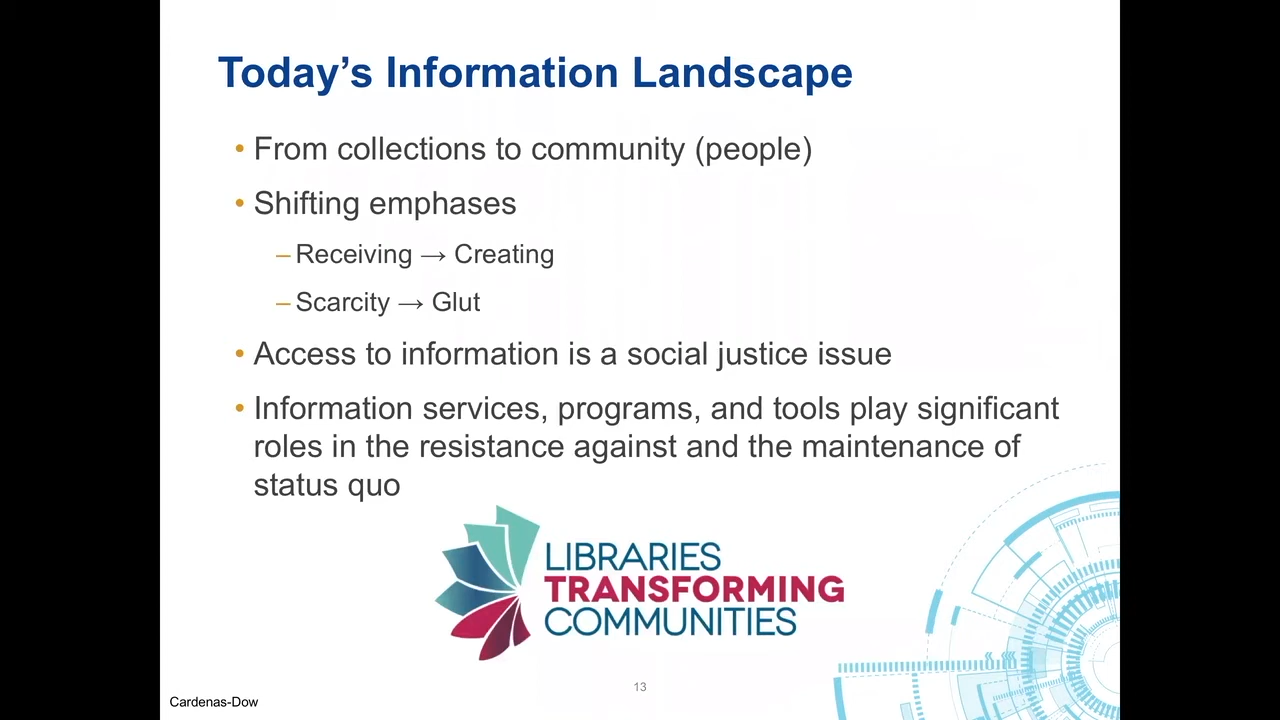 Today’s Information Landscape
• From collections to community (people)
• Shifting emphases
– Receiving → Creating
– Scarcity → Glut
• Access to information is a social justice issue
• Information services, programs, and tools play significant
roles in the resistance against and the maintenance of
status quo
LIBRARIES
TRANSFORMING
COMMUNITIES
13
Cardenas-Dow